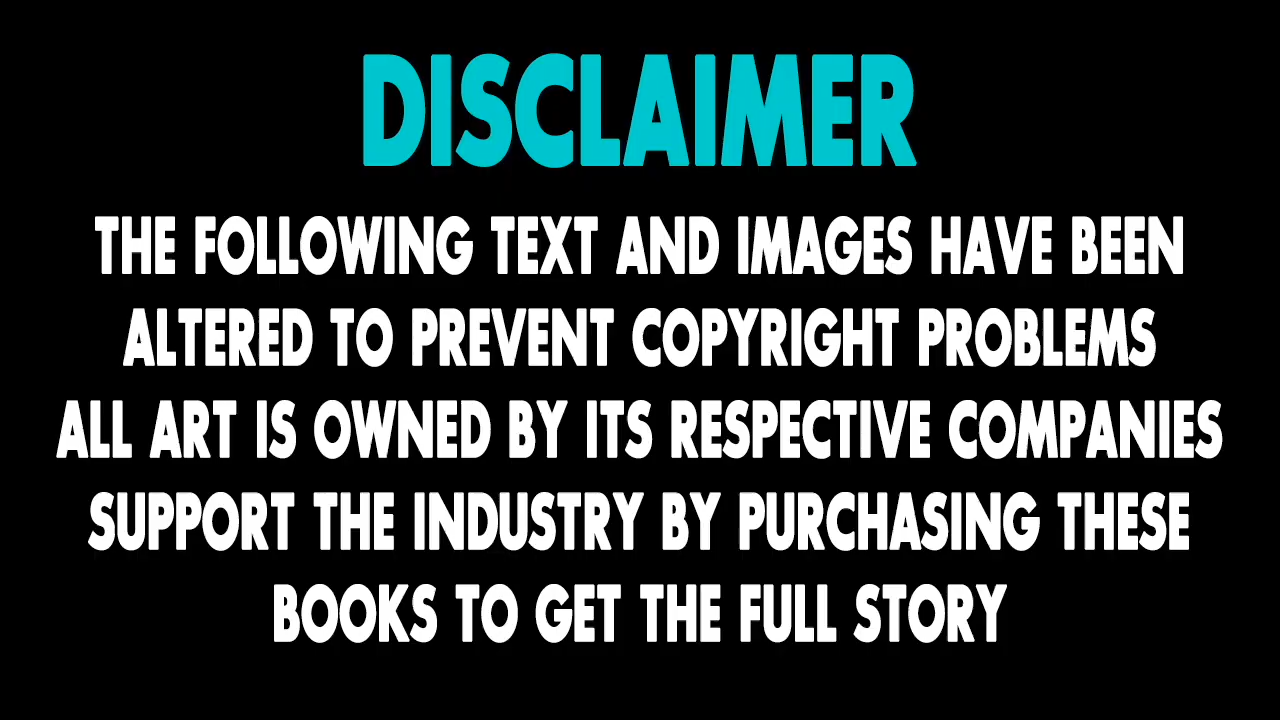 DISCLAIMER
THE FOLLOWING TEXT AND IMAGES HAVE BEEN
ALTERED TO PREVENT COPYRIGHT PROBLEMS
ALL ART IS OWNED BY ITS RESPECTIVE COMPANIES
SUPPORT THE INDUSTRY BY PURCHASING THESE
BOOKS TO GET THE FULL STORY